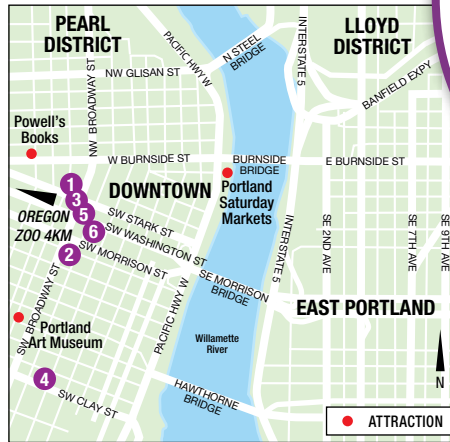 PEARL
DISTRICT
LLOYD
DISTRICT
PACIFIC HWY W
N STEEL
BRIDGE
INTERSTATE 5
BANFIELD EXPY
NW GLISAN ST
NW BROADWAY ST
Powell's
Books
W BURNSIDE ST
BURNSIDE
BRIDGE
E BURNSIDE ST
1
3
5
6
2
DOWNTOWN
Portland
Saturday
Markets
OREGON
ZOO 4KM
SW STARK ST
SW WASHINGTON ST
SW MORRISON ST
INTERSTATE 5
SE 2ND AVE
SE 7TH AVE
SE 9TH AVE
SE MORRISON
BRIDGE
EAST PORTLAND
SW BROADWAY ST
PACIFIC HWY W
Portland
Art Museum
Willamette
River
4
SW CLAY ST
HAWTHORNE
BRIDGE
N
ATTRACTION